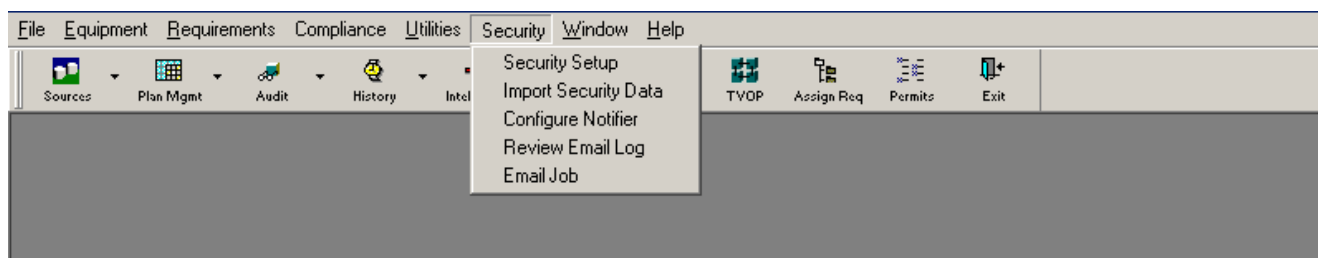 File Equipment Requirements Compliance Utilities Security Window Help
Sources Plan Mgmt Audit History Intel TVOP Assign Req Permits Exit
Security Setup
Import Security Data
Configure Notifier
Review Email Log
Email Job